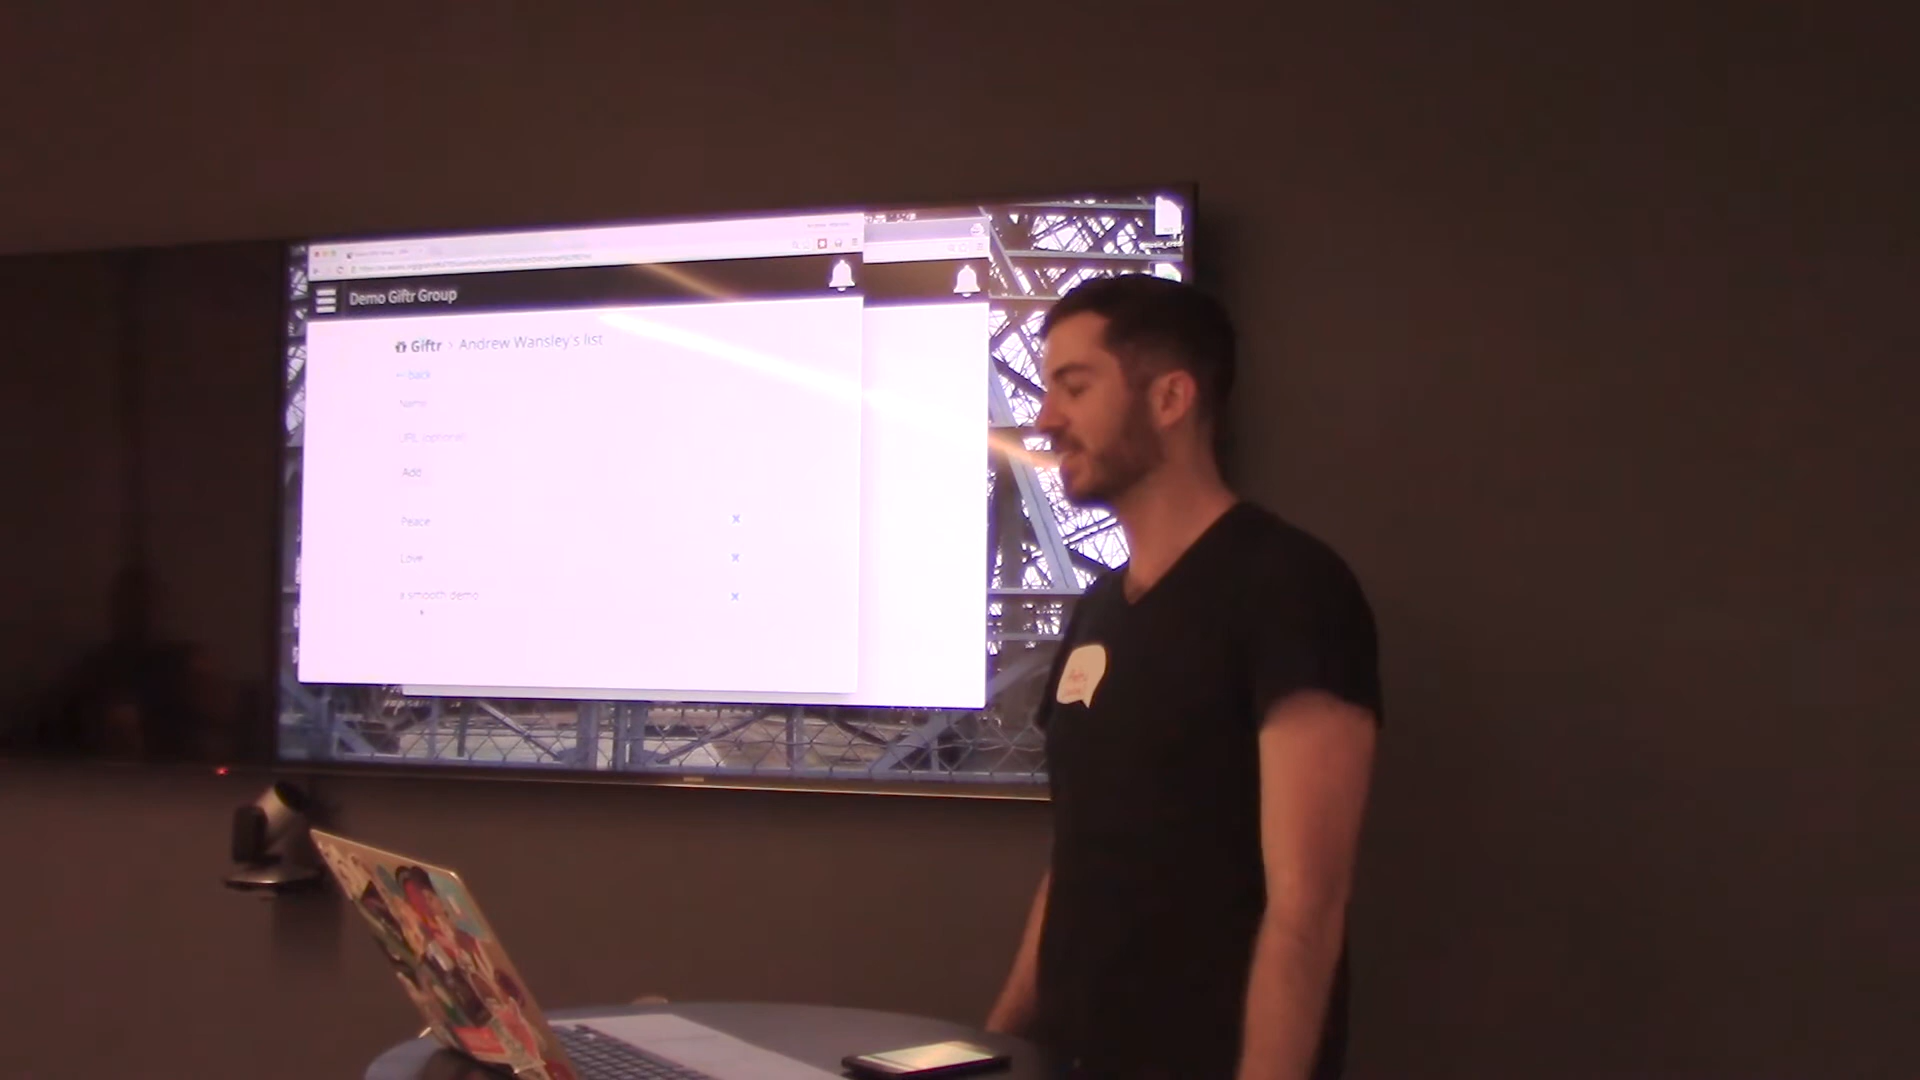 Demo Giftr Group
Giftr › Andrew Wansley's list
← back
Name
URL (optional)
Add
Peace
×
Love
×
a smooth demo
×